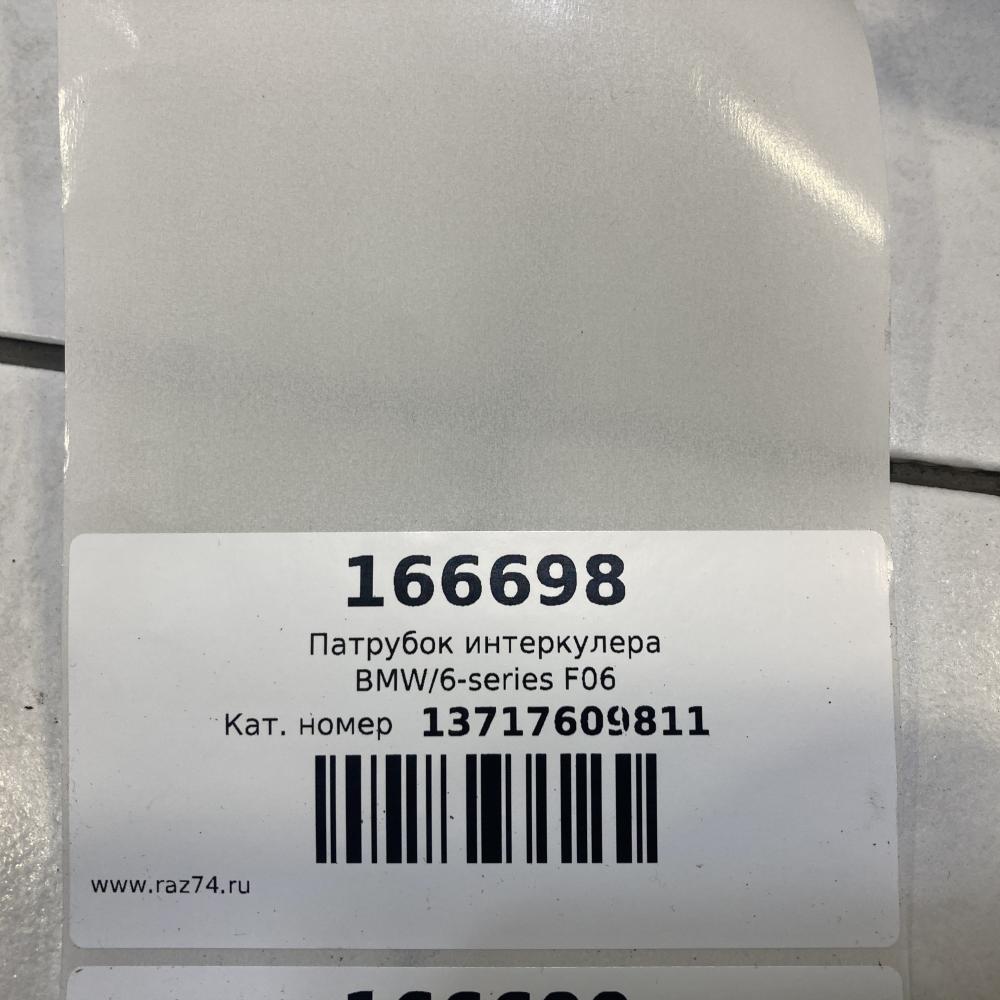 166698
Патрубок интеркулера
BMW/6-series F06
Кат. номер 13717609811
www.raz74.ru